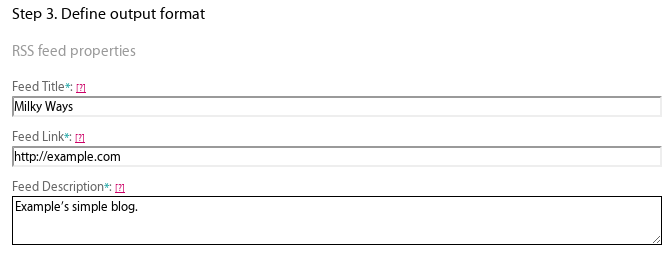 Step 3. Define output format
RSS feed properties
Feed Title*: [?]
Milky Ways
Feed Link*: [?]
http://example.com
Feed Description*: [?]
Example's simple blog.